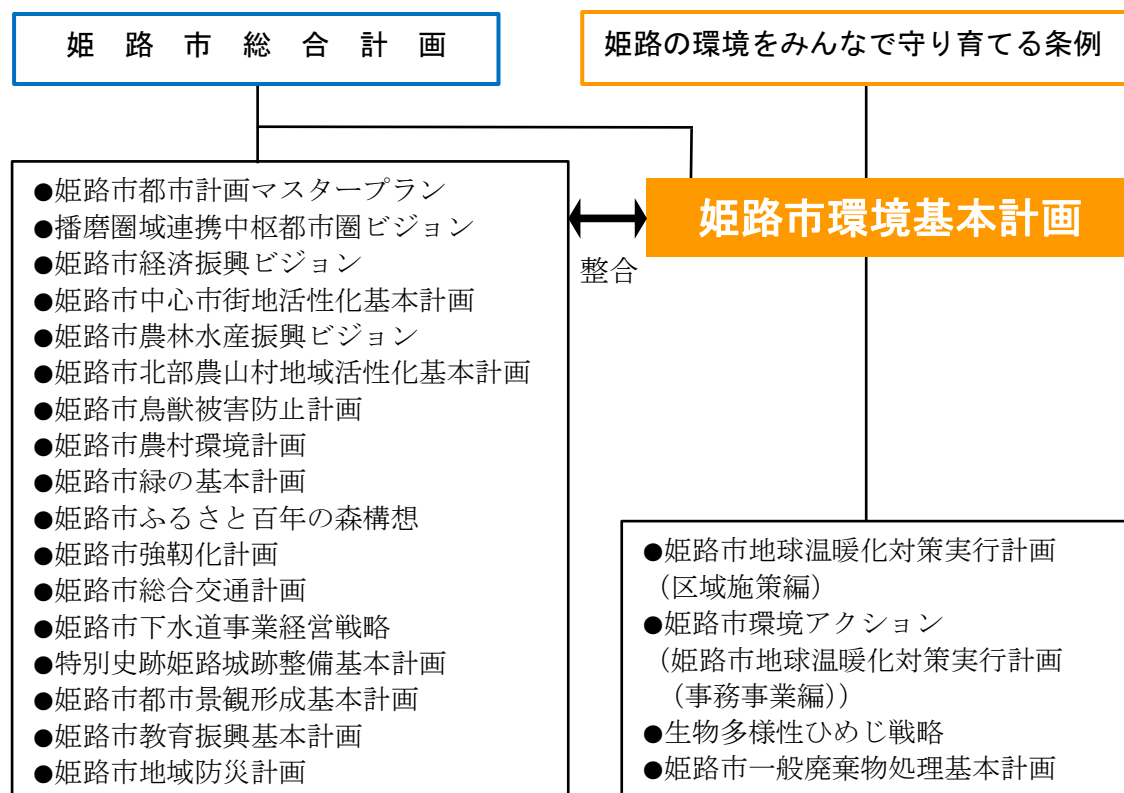 姫路市総合計画
姫路の環境をみんなで守り育てる条例
●姫路市都市計画マスタープラン
●播磨圏域連携中枢都市圏ビジョン
●姫路市経済振興ビジョン
●姫路市中心市街地活性化基本計画
●姫路市農林水産振興ビジョン
●姫路市北部農山村地域活性化基本計画
●姫路市鳥獣被害防止計画
●姫路市農村環境計画
●姫路市緑の基本計画
●姫路市ふるさと百年の森構想
●姫路市強靭化計画
●姫路市総合交通計画
●姫路市下水道事業経営戦略
●特別史跡姫路城跡整備基本計画
●姫路市都市景観形成基本計画
●姫路市教育振興基本計画
●姫路市地域防災計画
整合
姫路市環境基本計画
●姫路市地球温暖化対策実行計画
（区域施策編）
●姫路市環境アクション
（姫路市地球温暖化対策実行計画
（事務事業編））
●生物多様性ひめじ戦略
●姫路市一般廃棄物処理基本計画